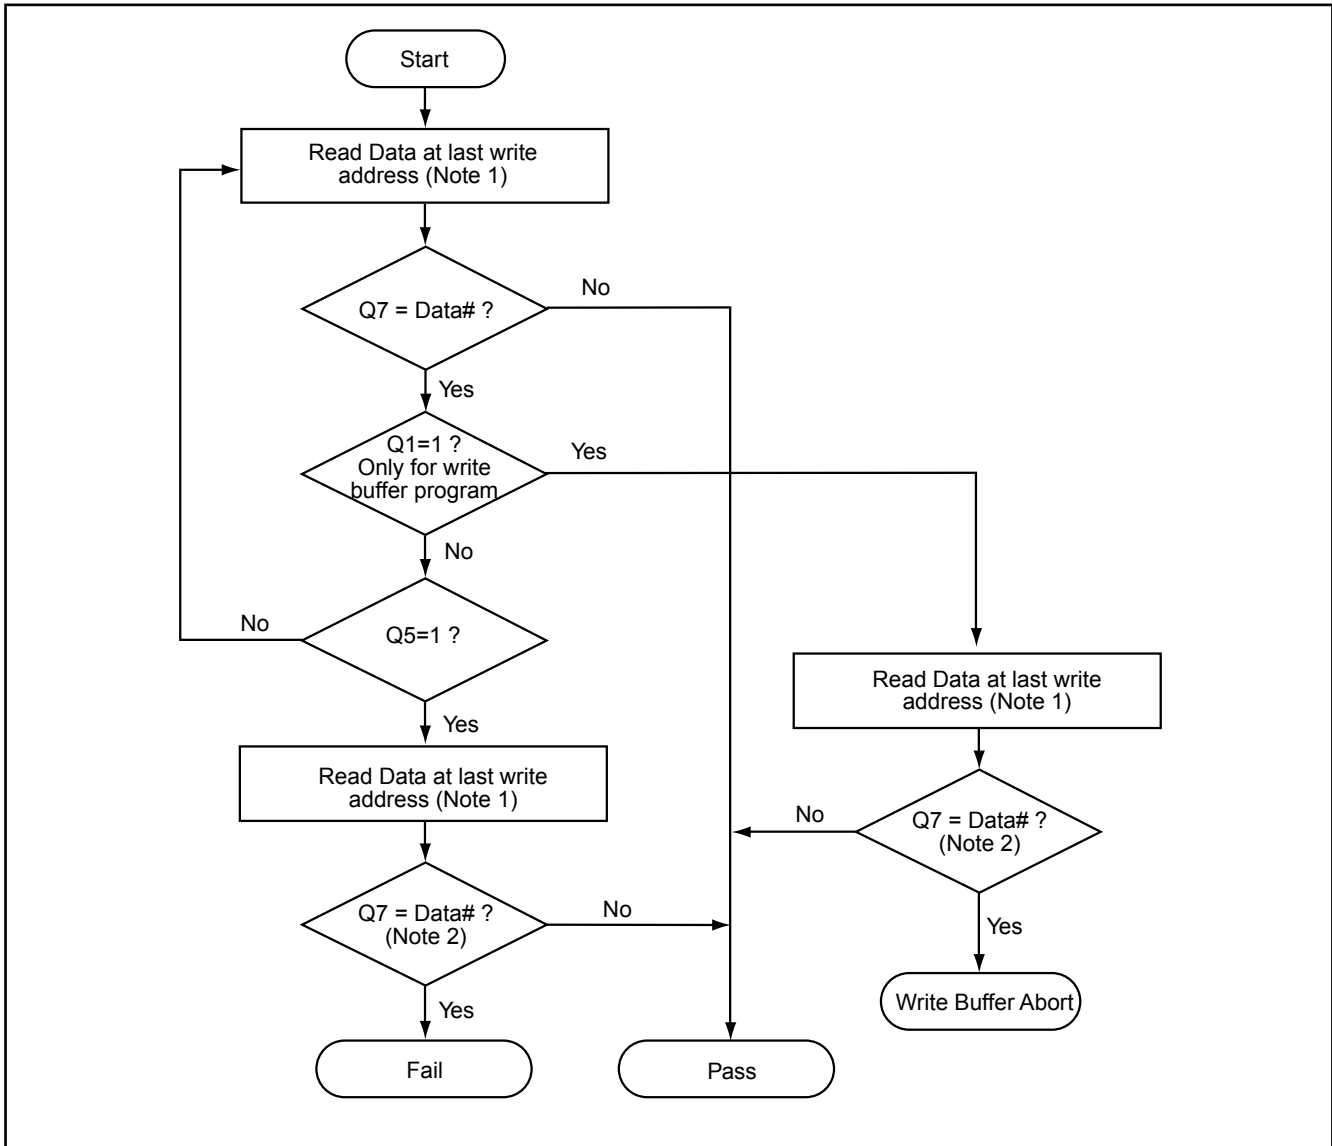 Start
Read Data at last write
address (Note 1)
Q7 = Data# ?
No
Yes
Q1=1 ?
Only for write
buffer program
Yes
No
Q5=1 ?
No
Yes
Read Data at last write
address (Note 1)
Read Data at last write
address (Note 1)
Q7 = Data# ?
(Note 2)
No
Yes
Write Buffer Abort
Q7 = Data# ?
(Note 2)
No
Yes
Fail
Pass